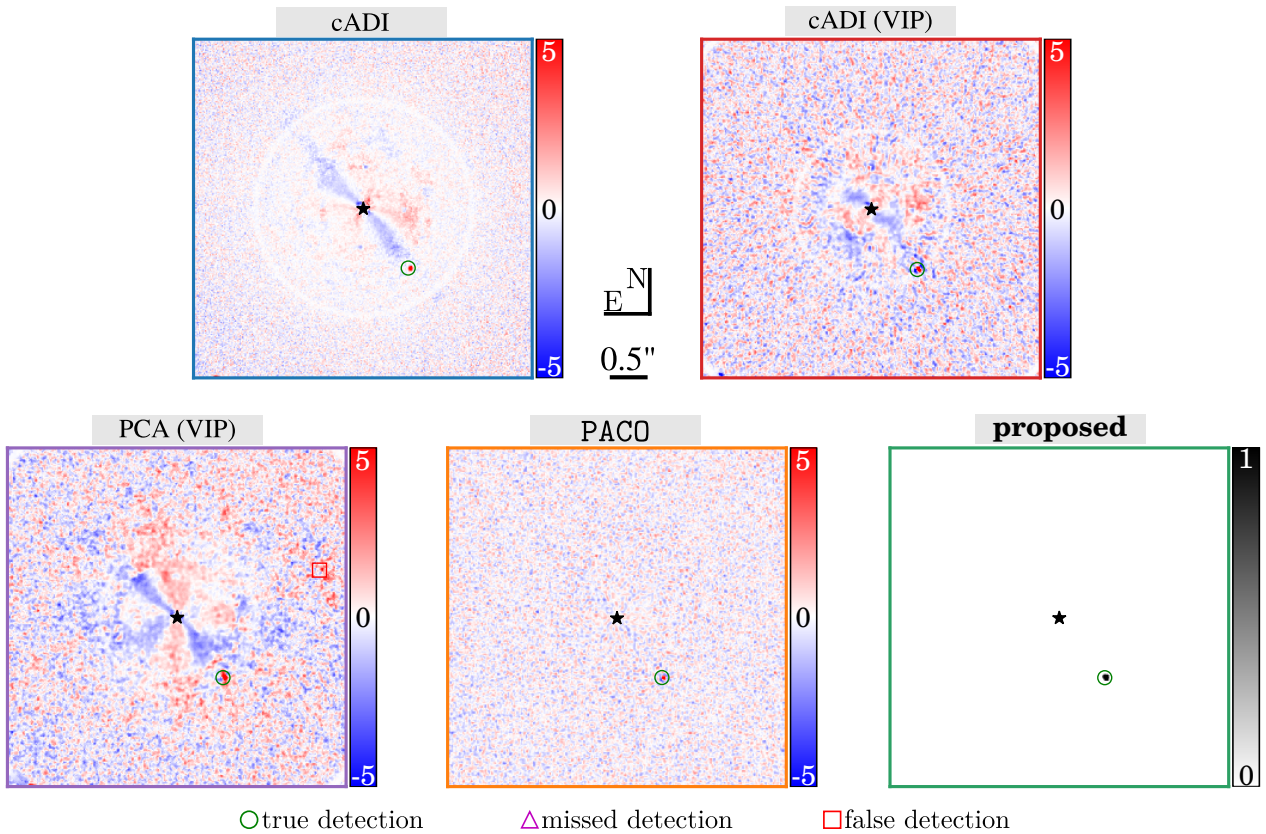 cADI
cADI (VIP)
5
0
-5
5
0
-5
N
E
0.5"
PCA (VIP)
PACO
proposed
5
0
-5
5
0
-5
1
0
true detection
missed detection
false detection